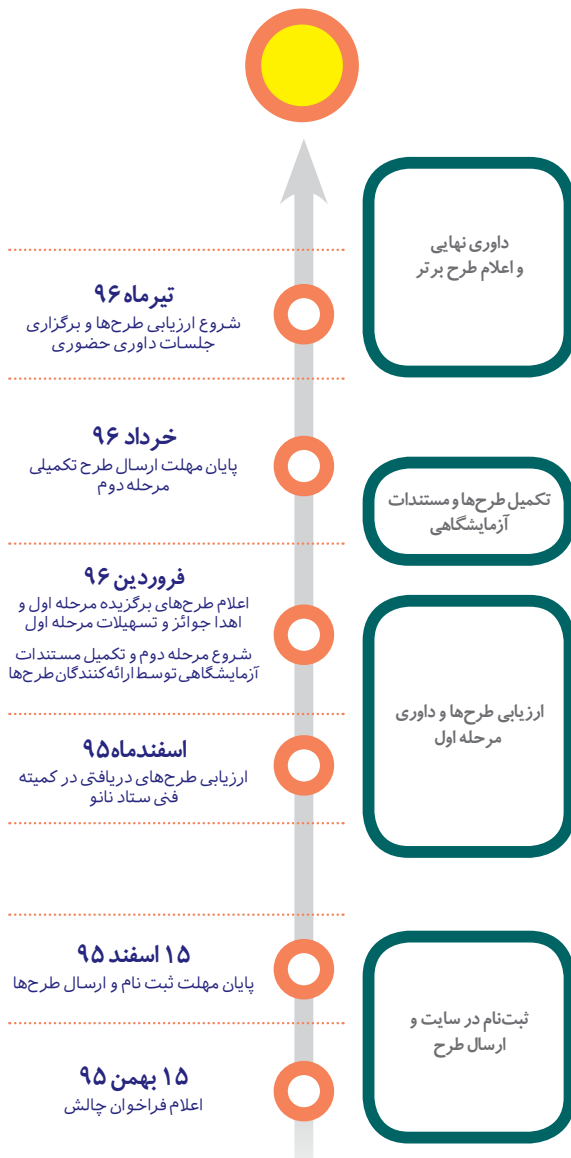 داوری نهایی
و اعلام طرح برتر
تیرماه ۹۶
شروع ارزیابی طرح‌ها و برگزاری
جلسات داوری حضوری
خرداد ۹۶
پایان مهلت ارسال طرح تکمیلی
مرحله دوم
تکمیل طرح‌ها و مستندات
آزمایشگاهی
فروردین ۹۶
اعلام طرح‌های برگزیده مرحله اول و
اهدا جوائز و تسهیلات مرحله اول
شروع مرحله دوم و تکمیل مستندات
آزمایشگاهی توسط ارائه‌کنندگان طرح‌ها
ارزیابی طرح‌ها و داوری
مرحله اول
اسفندماه ۹۵
ارزیابی طرح‌های دریافتی در کمیته
فنی ستاد نانو
۱۵ اسفند ۹۵
پایان مهلت ثبت نام و ارسال طرح‌ها
ثبت‌نام در سایت و
ارسال طرح
۱۵ بهمن ۹۵
اعلام فراخوان چالش